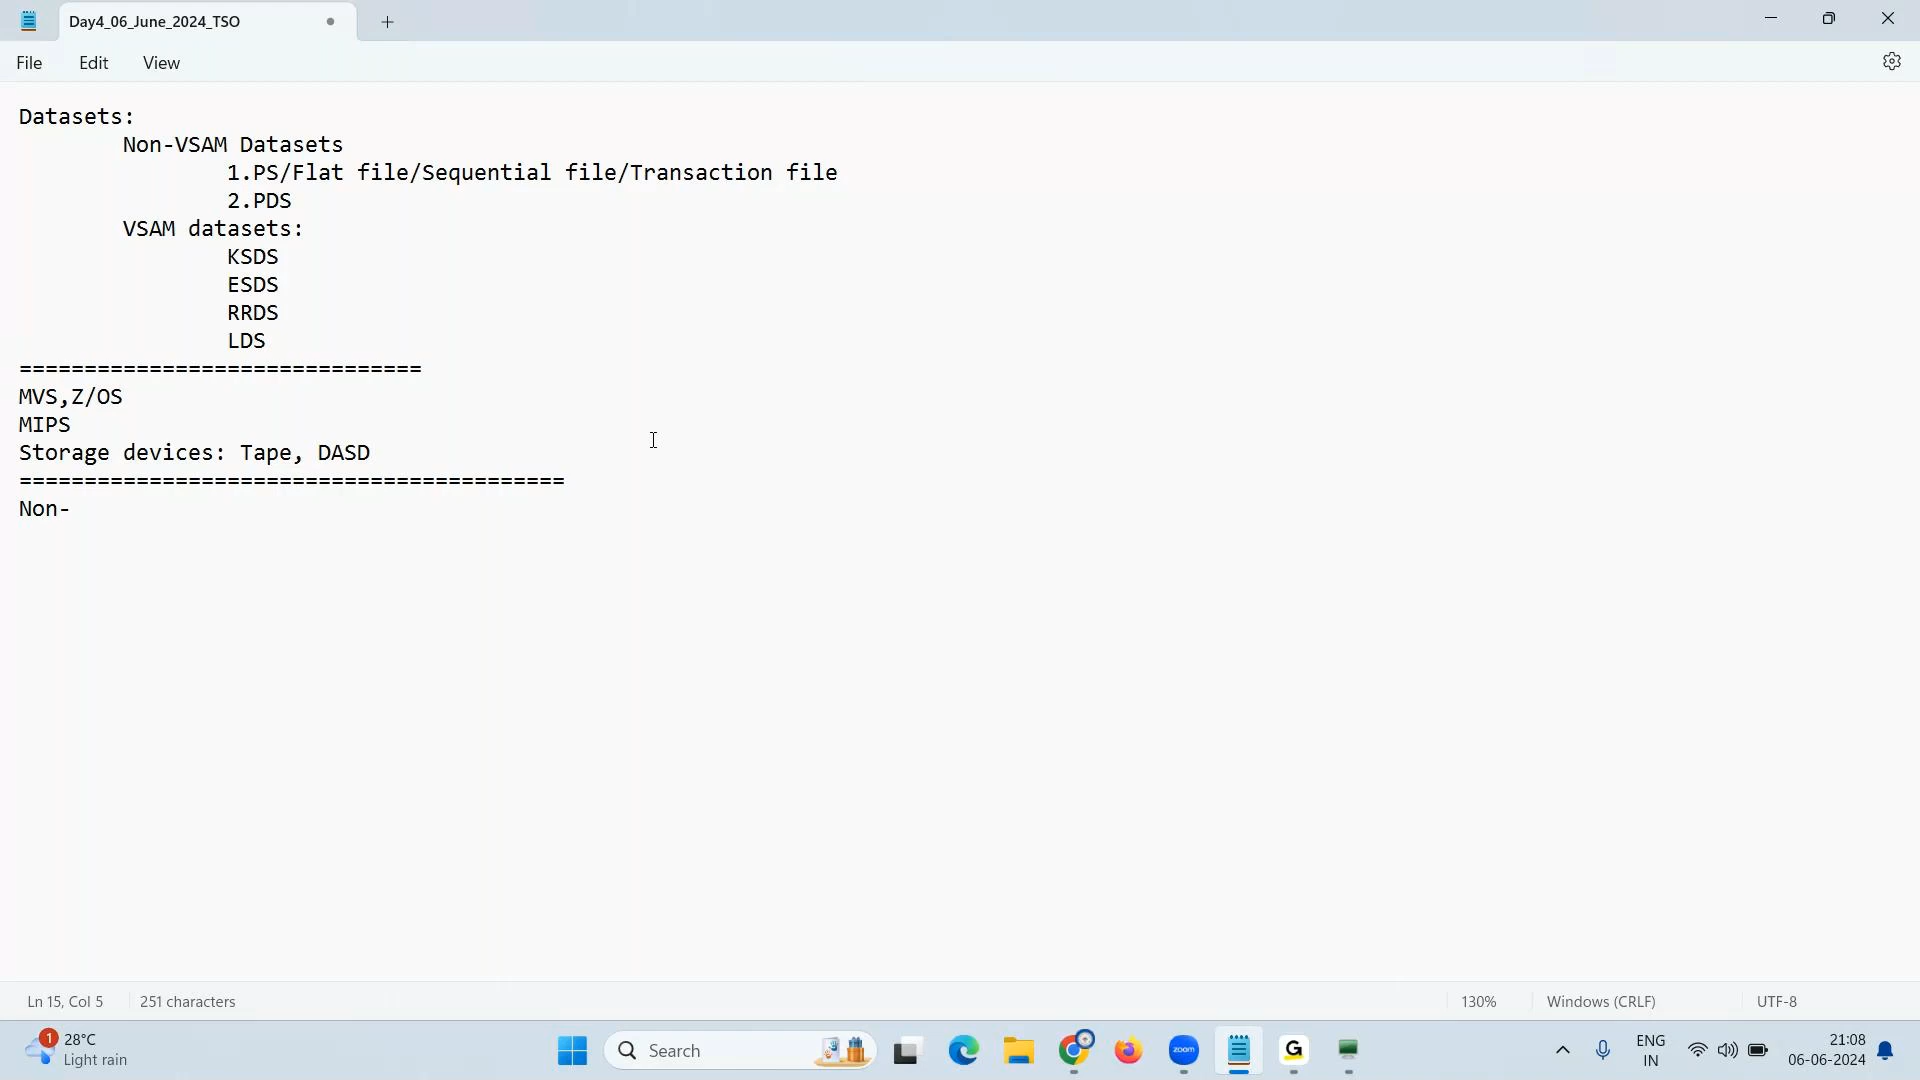 Day4_06_June_2024_TSO
File Edit View
Datasets:
Non-VSAM Datasets
1.PS/Flat file/Sequential file/Transaction file
2.PDS
VSAM datasets:
KSDS
ESDS
RRDS
LDS
===============================
MVS,Z/OS
MIPS
Storage devices: Tape, DASD
==========================================
Non-
Ln 15, Col 5 251 characters 130% Windows (CRLF) UTF-8
1 28°C
Light rain
Search
zoom
G
ENG
IN
21:08
06-06-2024